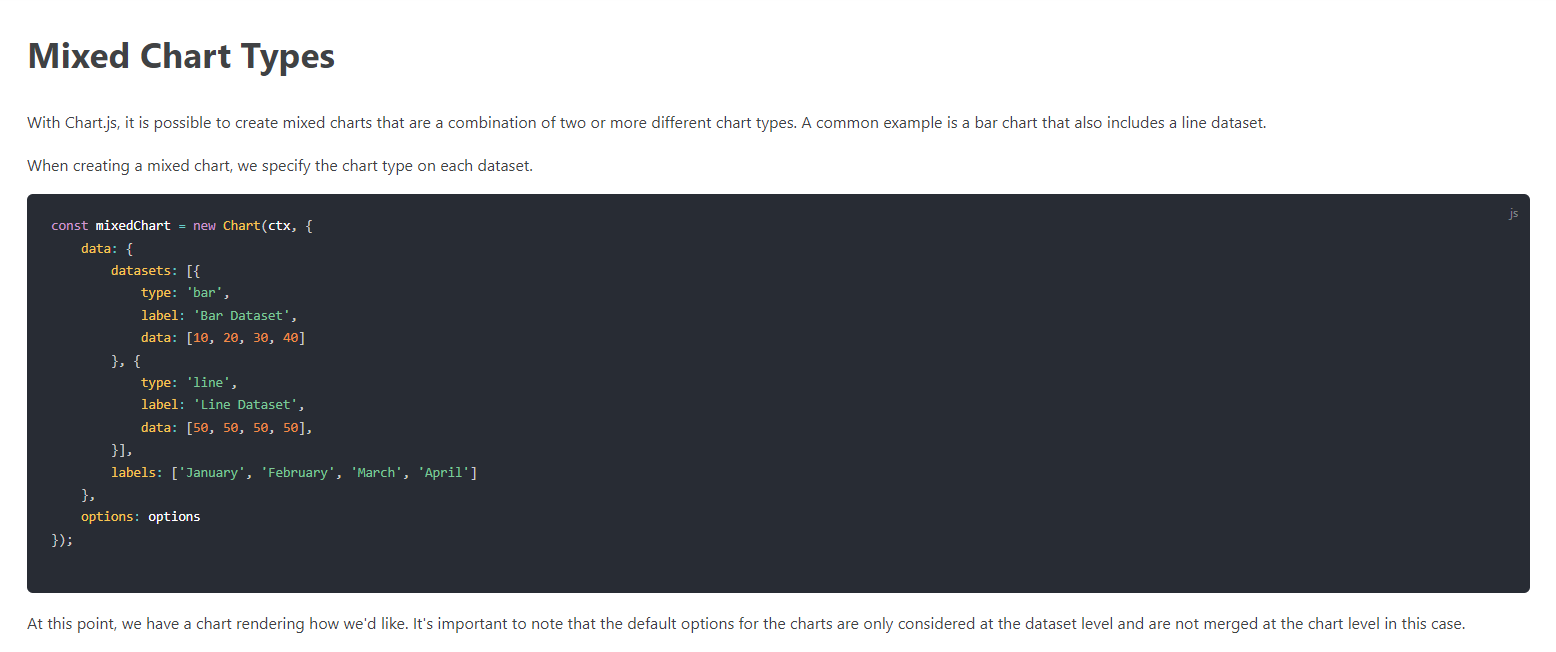 Mixed Chart Types
With Chart.js, it is possible to create mixed charts that are a combination of two or more different chart types. A common example is a bar chart that also includes a line dataset.
When creating a mixed chart, we specify the chart type on each dataset.
js
const mixedChart = new Chart(ctx, {
    data: {
        datasets: [{
            type: 'bar',
            label: 'Bar Dataset',
            data: [10, 20, 30, 40]
        }, {
            type: 'line',
            label: 'Line Dataset',
            data: [50, 50, 50, 50],
        }],
        labels: ['January', 'February', 'March', 'April']
    },
    options: options
});
At this point, we have a chart rendering how we'd like. It's important to note that the default options for the charts are only considered at the dataset level and are not merged at the chart level in this case.